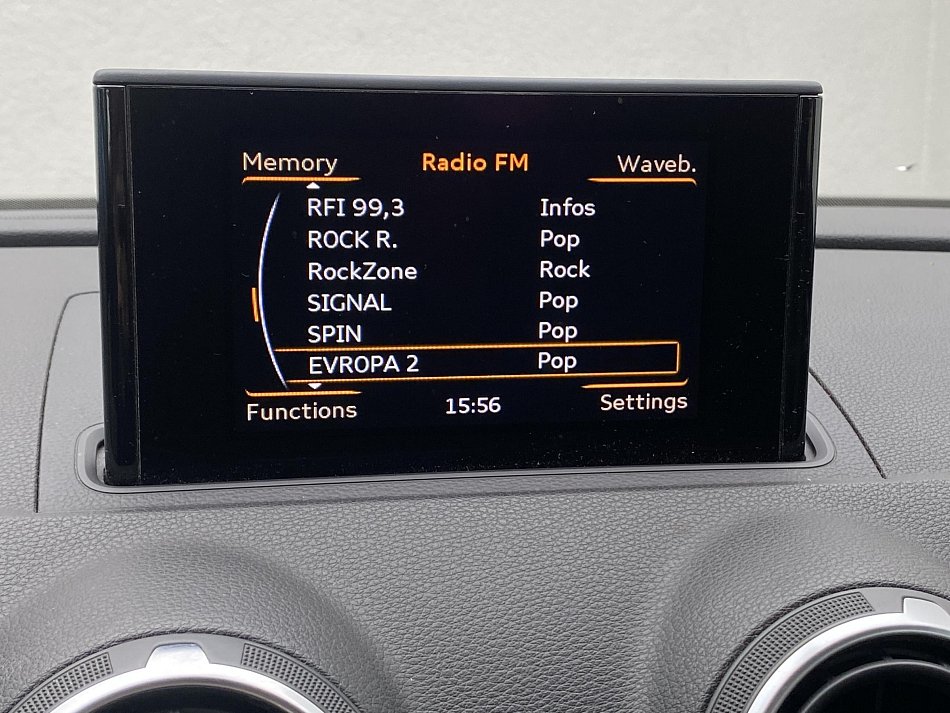 Memory Radio FM Waveb.
RFI 99,3 Infos
ROCK R. Pop
RockZone Rock
SIGNAL Pop
SPIN Pop
EVROPA 2 Pop
Functions 15:56 Settings